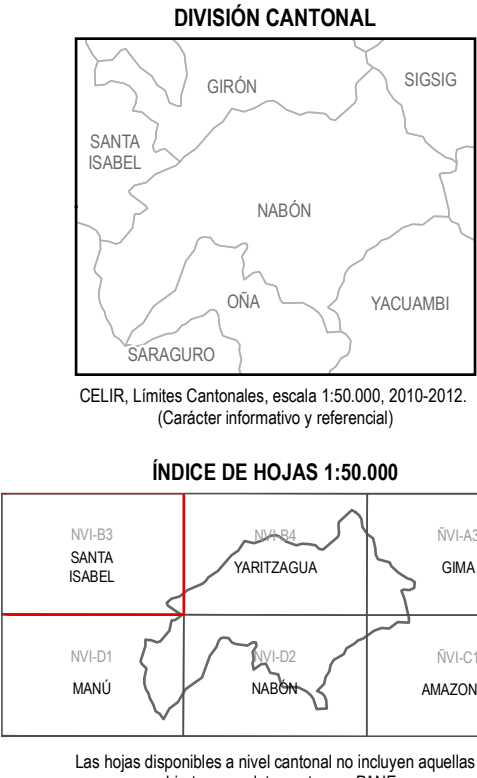 DIVISIÓN CANTONAL
GIRÓN
SIGSIG
SANTA
ISABEL
NABÓN
OÑA
YACUAMBI
SARAGURO
CELIR, Límites Cantonales, escala 1:50.000, 2010-2012.
(Carácter informativo y referencial)
ÍNDICE DE HOJAS 1:50.000
NVI-B3
NVI-B4
ÑVI-A3
SANTA
ISABEL
YARITZAGUA
GIMA
NVI-D1
NVI-D2
ÑVI-C1
MANÚ
NABÓN
AMAZON
Las hojas disponibles a nivel cantonal no incluyen aquellas